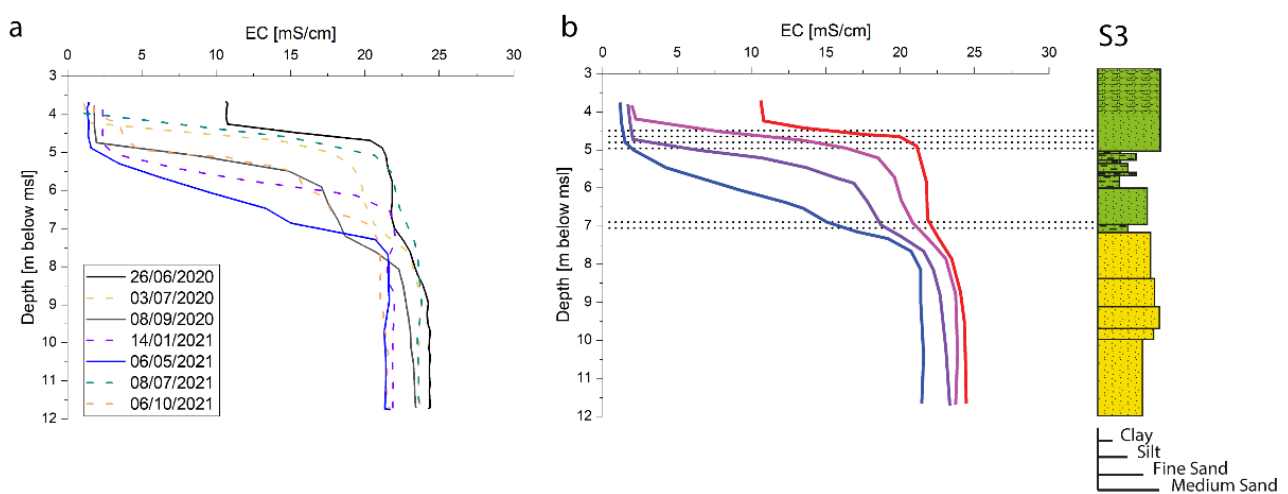 a
EC [mS/cm]
0 5 10 15 20 25 30
Depth [m below msl]
3
4
5
6
7
8
9
10
11
12
26/06/2020
03/07/2020
08/09/2020
14/01/2021
06/05/2021
08/07/2021
06/10/2021
b
EC [mS/cm]
0 5 10 15 20 25 30
Depth [m below msl]
3
4
5
6
7
8
9
10
11
12
S3
Clay
Silt
Fine Sand
Medium Sand